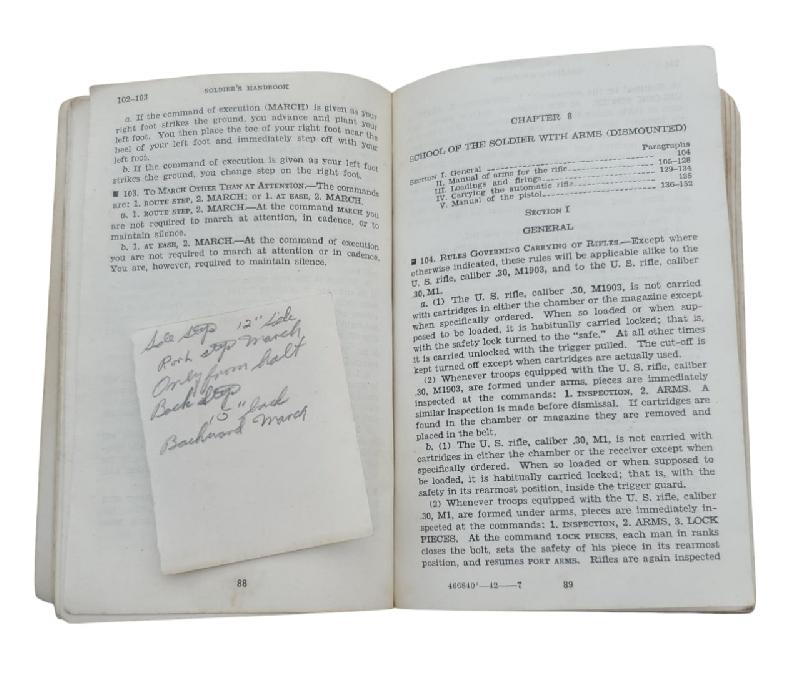 102-103
SOLDIER'S HANDBOOK
a. If the command of execution (MARCH) is given as your
right foot strikes the ground, you advance and plant your
left foot. You then place the toe of your right foot near the
heel of your left foot and immediately step off with your
left foot.
b. If the command of execution is given as your left foot
strikes the ground, you change step on the right foot.
■ 103. TO MARCH OTHER THAN AT ATTENTION.—The commands
are: 1. ROUTE STEP, 2. MARCH; or 1. AT EASE, 2. MARCH.
a. 1. ROUTE STEP, 2. MARCH.—At the command MARCH you
are not required to march at attention, in cadence, or to
maintain silence.
b. 1. AT EASE, 2. MARCH.—At the command of execution
you are not required to march at attention or in cadence.
You are, however, required to maintain silence.
Side Step 12" Side
step March
Only from halt
Back step
" back
Backward March
88
CHAPTER 8
SCHOOL OF THE SOLDIER WITH ARMS (DISMOUNTED)
Paragraphs
SECTION I. General 104
II. Manual of arms for the rifle 105-128
III. Loadings and firings 129-134
IV. Carrying the automatic rifle 135
V. Manual of the pistol 136-152
SECTION I
GENERAL
■ 104. RULES GOVERNING CARRYING OF RIFLES.—Except where
otherwise indicated, these rules will be applicable alike to the
U. S. rifle, caliber .30, M1903, and to the U. S. rifle, caliber
.30, M1.
a. (1) The U. S. rifle, caliber .30, M1903, is not carried
with cartridges in either the chamber or the magazine except
when specifically ordered. When so loaded or when sup-
posed to be loaded, it is habitually carried locked; that is,
with the safety lock turned to the "safe." At all other times
it is carried unlocked with the trigger pulled. The cut-off is
kept turned off except when cartridges are actually used.
(2) Whenever troops equipped with the U. S. rifle, caliber
.30, M1903, are formed under arms, pieces are immediately
inspected at the commands: 1. INSPECTION, 2. ARMS. A
similar inspection is made before dismissal. If cartridges are
found in the chamber or magazine they are removed and
placed in the belt.
b. (1) The U. S. rifle, caliber .30, M1, is not carried with
cartridges in either the chamber or the receiver except when
specifically ordered. When so loaded or when supposed to
be loaded, it is habitually carried locked; that is, with the
safety in its rearmost position, inside the trigger guard.
(2) Whenever troops equipped with the U. S. rifle, caliber
.30, M1, are formed under arms, pieces are immediately in-
spected at the commands: 1. INSPECTION, 2. ARMS, 3. LOCK
PIECES. At the command LOCK PIECES, each man in ranks
closes the bolt, sets the safety of his piece in its rearmost
position, and resumes PORT ARMS. Rifles are again inspected
466840°—42——7 89